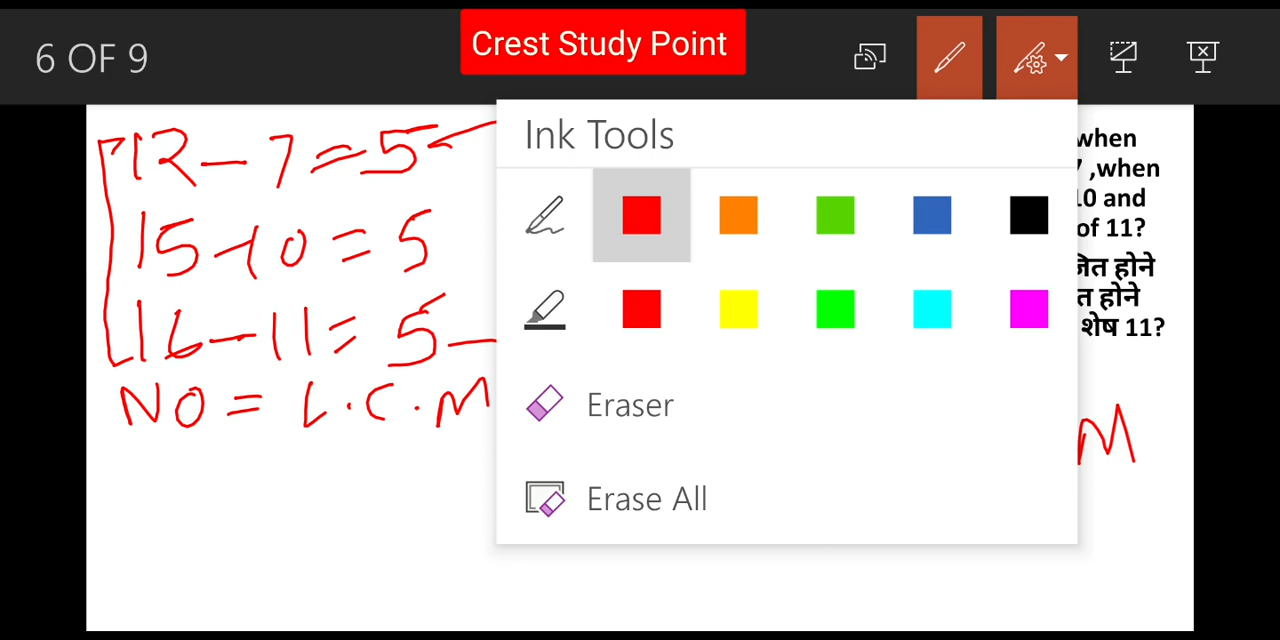 6 OF 9
Crest Study Point
Ink Tools
Eraser
Erase All
12 - 7 = 5
15 - 10 = 5
16 - 11 = 5
NO = L.C.M
when
7 ,when
10 and
of 11?
होने
त होने
शेष 11?
M